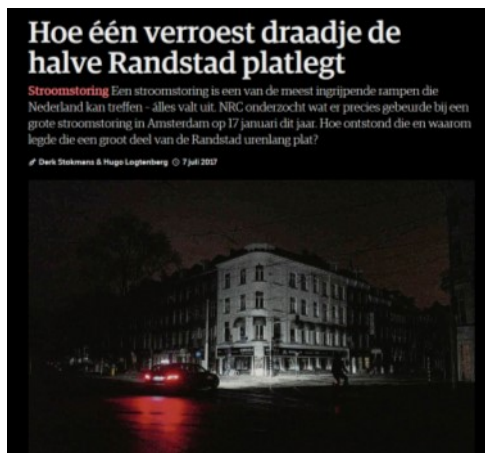 Hoe één verroest draadje de
halve Randstad platlegt
Stroomstoring Een stroomstoring is een van de meest ingrijpende rampen die
Nederland kan treffen – álles valt uit. NRC onderzocht wat er precies gebeurde bij een
grote stroomstoring in Amsterdam op 17 januari dit jaar. Hoe ontstond die en waarom
legde die een groot deel van de Randstad urenlang plat?
Derk Stokmans & Hugo Logtenberg 7 juli 2017